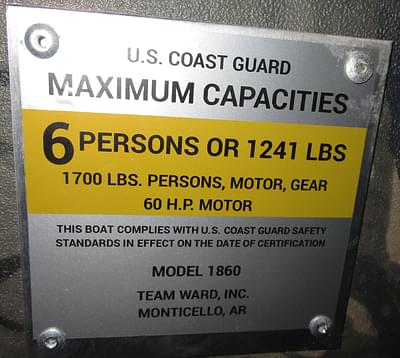 U.S. COAST GUARD
MAXIMUM CAPACITIES
6 PERSONS OR 1241 LBS
1700 LBS. PERSONS, MOTOR, GEAR
60 H.P. MOTOR
THIS BOAT COMPLIES WITH U.S. COAST GUARD SAFETY
STANDARDS IN EFFECT ON THE DATE OF CERTIFICATION
MODEL 1860
TEAM WARD, INC.
MONTICELLO, AR